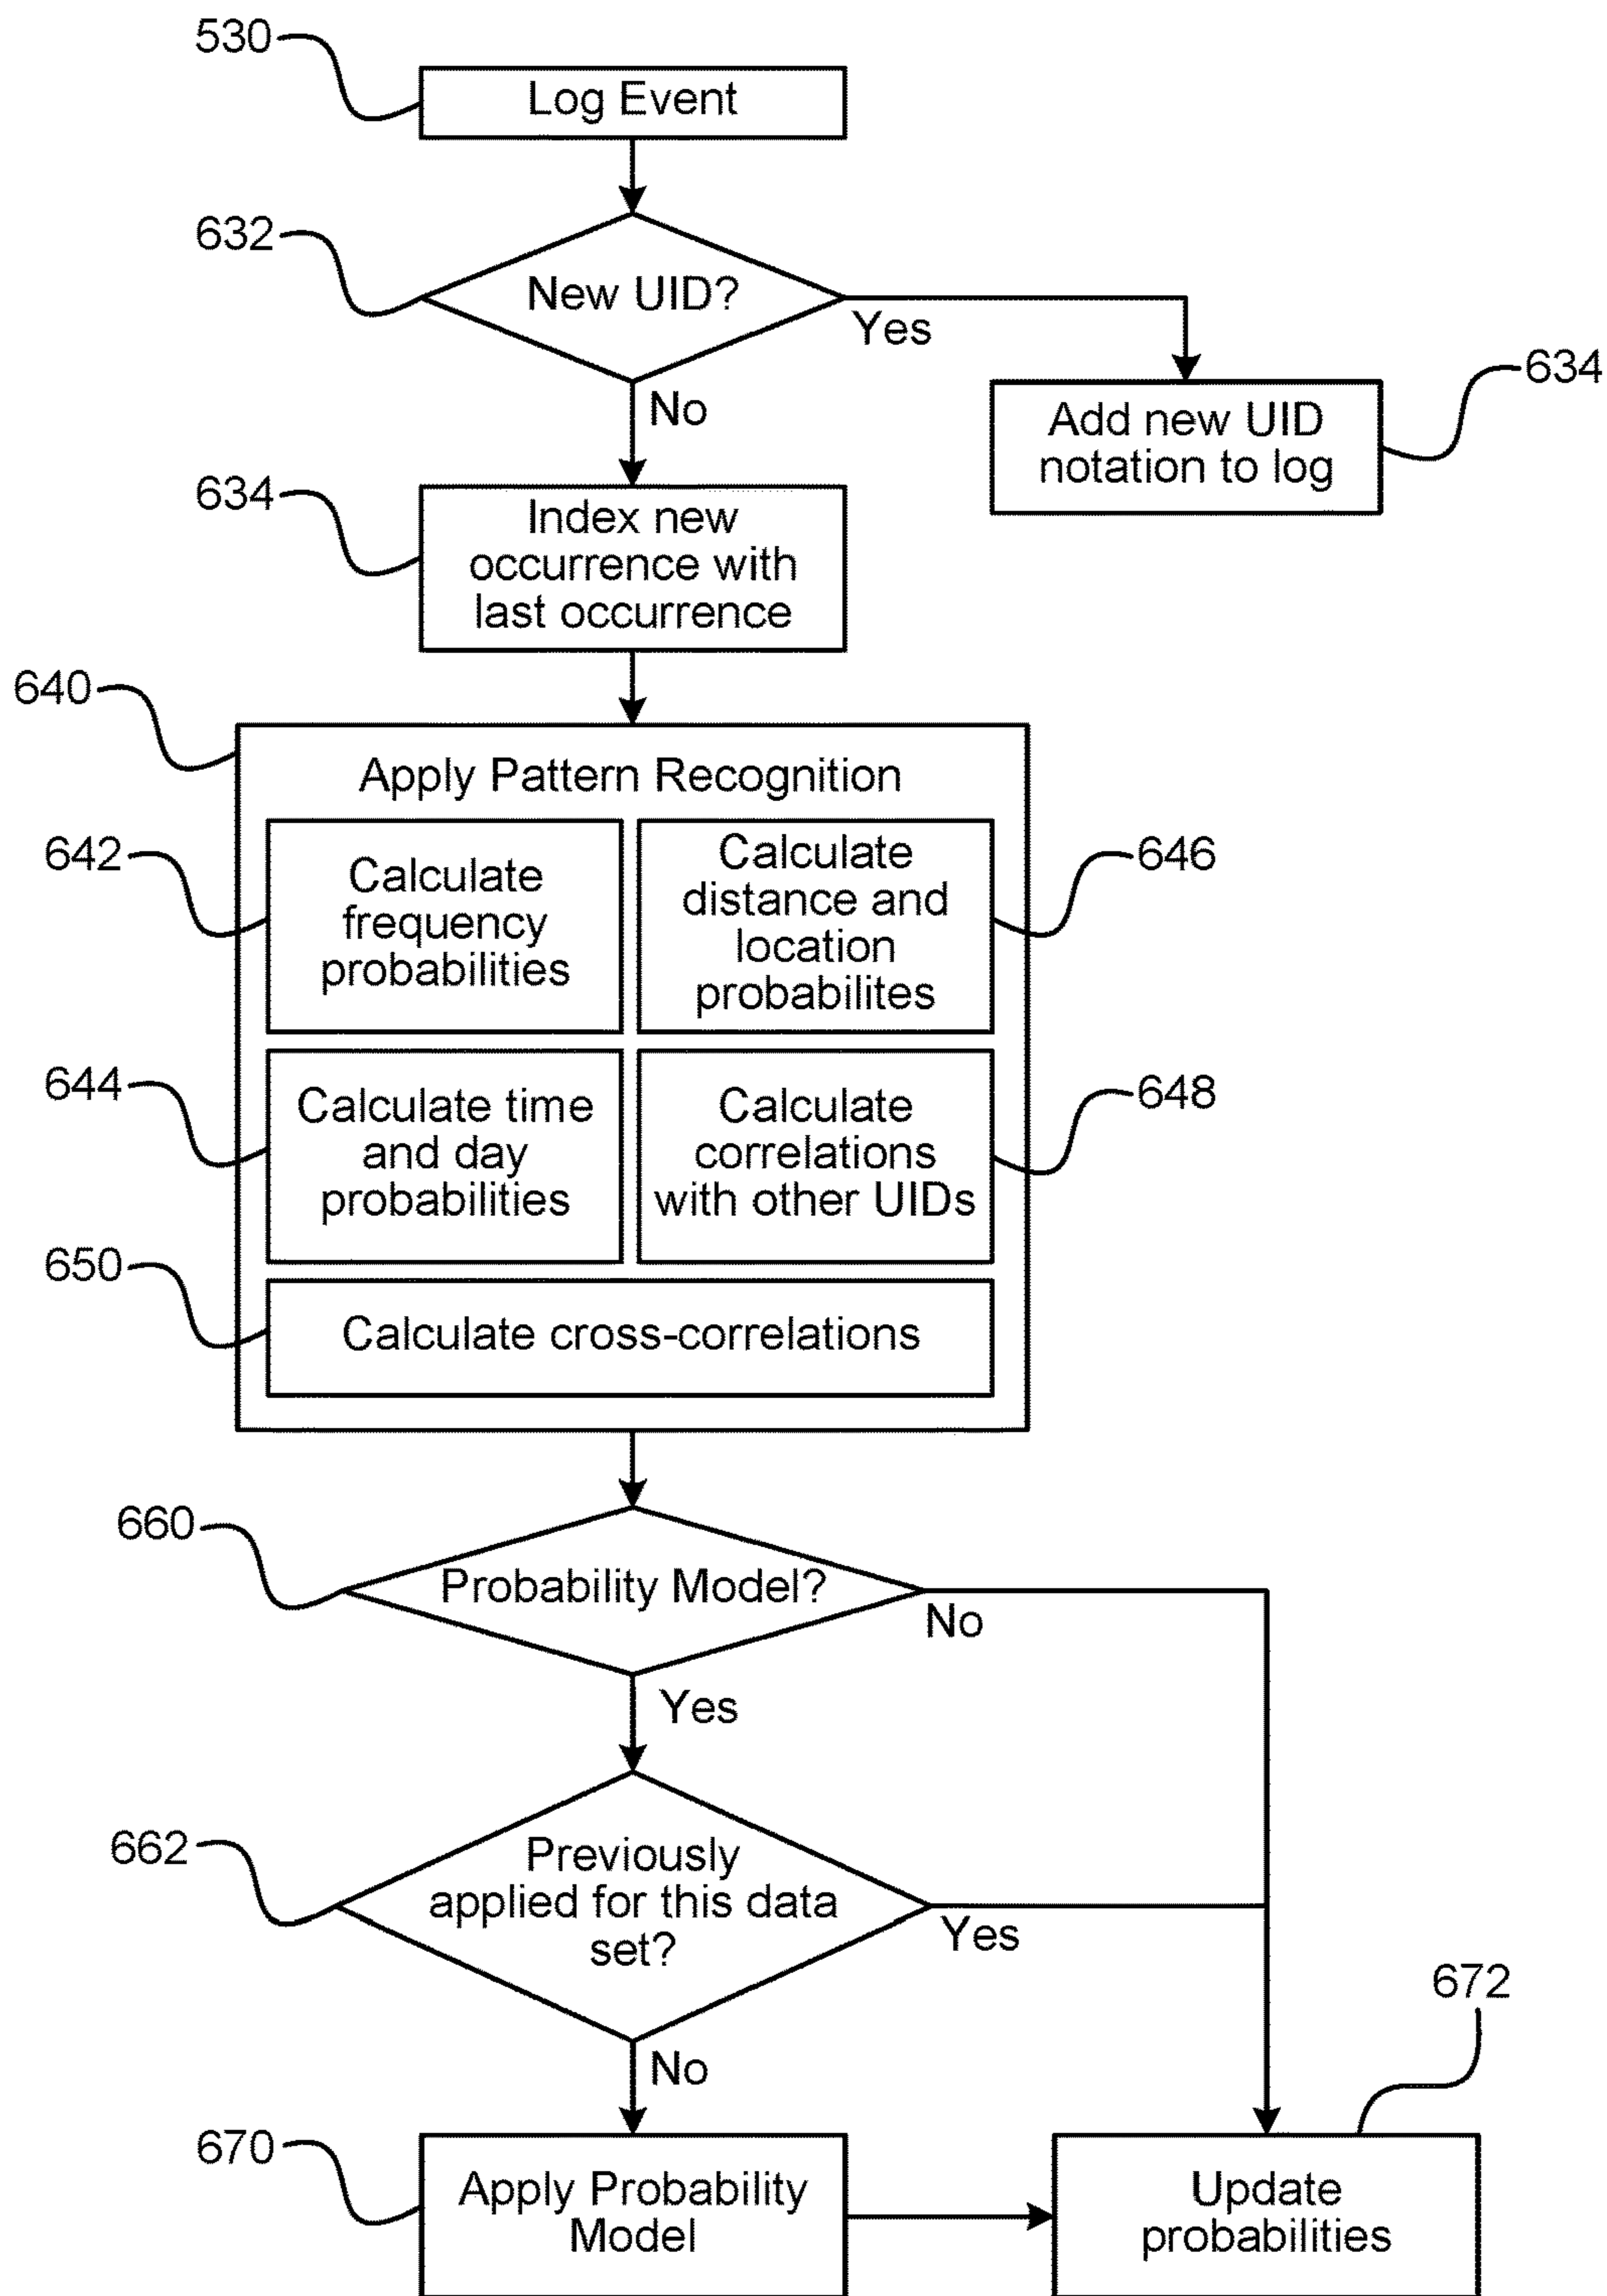 530
Log Event
632
New UID?
Yes
No
634
Add new UID
notation to log
634
Index new
occurrence with
last occurrence
640
Apply Pattern Recognition
642
Calculate
frequency
probabilities
Calculate
distance and
location
probabilites
646
644
Calculate time
and day
probabilities
Calculate
correlations
with other UIDs
648
650
Calculate cross-correlations
660
Probability Model?
No
Yes
662
Previously
applied for this data
set?
Yes
No
672
670
Apply Probability
Model
Update
probabilities